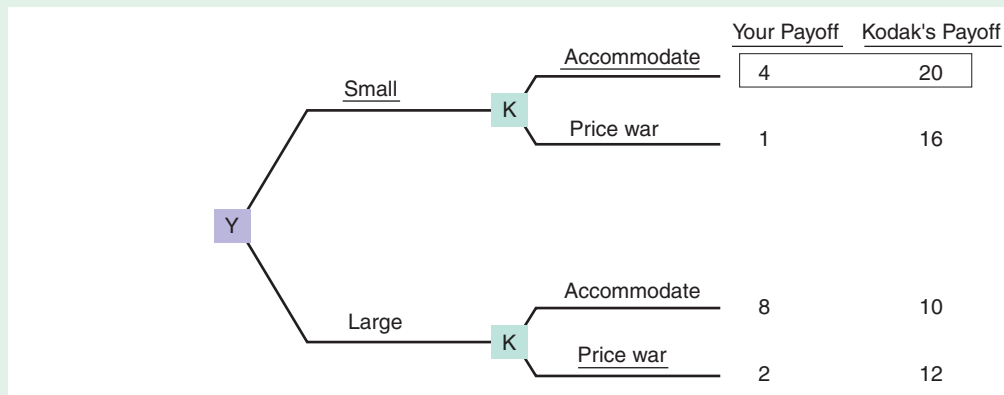 Your Payoff Kodak's Payoff
Accommodate
4 20
Small
K
Price war
1 16
Y
Accommodate
8 10
Large
K
Price war
2 12